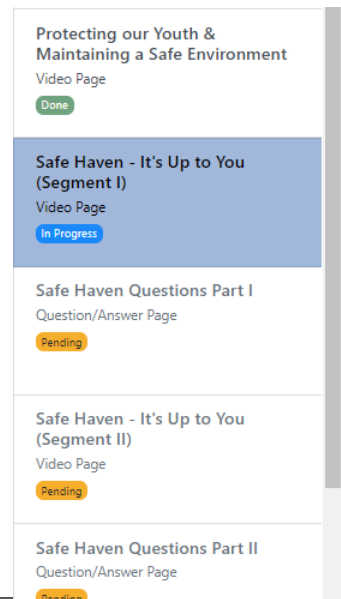 Protecting our Youth &
Maintaining a Safe Environment
Video Page
Done
Safe Haven - It's Up to You
(Segment I)
Video Page
In Progress
Safe Haven Questions Part I
Question/Answer Page
Pending
Safe Haven - It's Up to You
(Segment II)
Video Page
Pending
Safe Haven Questions Part II
Question/Answer Page
Pending